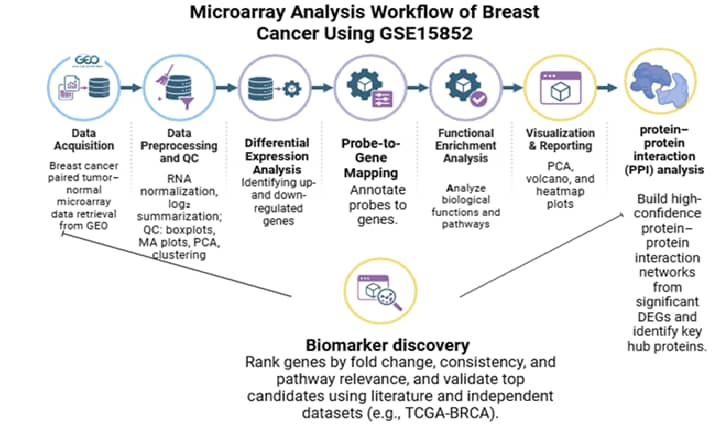 Microarray Analysis Workflow of Breast
Cancer Using GSE15852
GEO
Data
Acquisition
Breast cancer
paired tumor–
normal
microarray
data retrieval
from GEO
Data
Preprocessing
and QC
RNA
normalization,
log₂
summarization;
QC: boxplots,
MA plots, PCA,
clustering
Differential
Expression
Analysis
Identifying up-
and down-
regulated
genes
Probe-to-
Gene
Mapping
Annotate
probes to
genes.
Functional
Enrichment
Analysis
Analyze
biological
functions and
pathways
Visualization
& Reporting
PCA,
volcano, and
heatmap
plots
protein–
protein
interaction
(PPI) analysis
Build high-
confidence
protein–
protein
interaction
networks
from
significant
DEGs and
identify key
hub proteins.
Biomarker discovery
Rank genes by fold change, consistency, and
pathway relevance, and validate top
candidates using literature and independent
datasets (e.g., TCGA-BRCA).